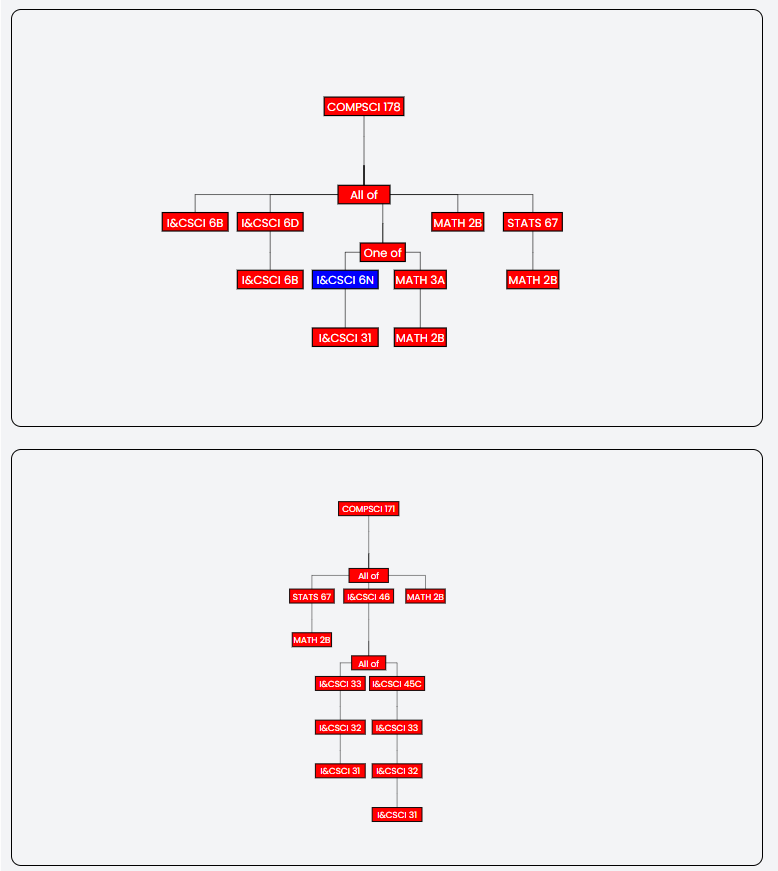 COMPSCI 178
All of
I&CSCI 6B
I&CSCI 6D
MATH 2B
STATS 67
One of
I&CSCI 6B
I&CSCI 6N
MATH 3A
MATH 2B
I&CSCI 31
MATH 2B
COMPSCI 171
All of
STATS 67
I&CSCI 46
MATH 2B
MATH 2B
All of
I&CSCI 33
I&CSCI 45C
I&CSCI 32
I&CSCI 33
I&CSCI 31
I&CSCI 32
I&CSCI 31